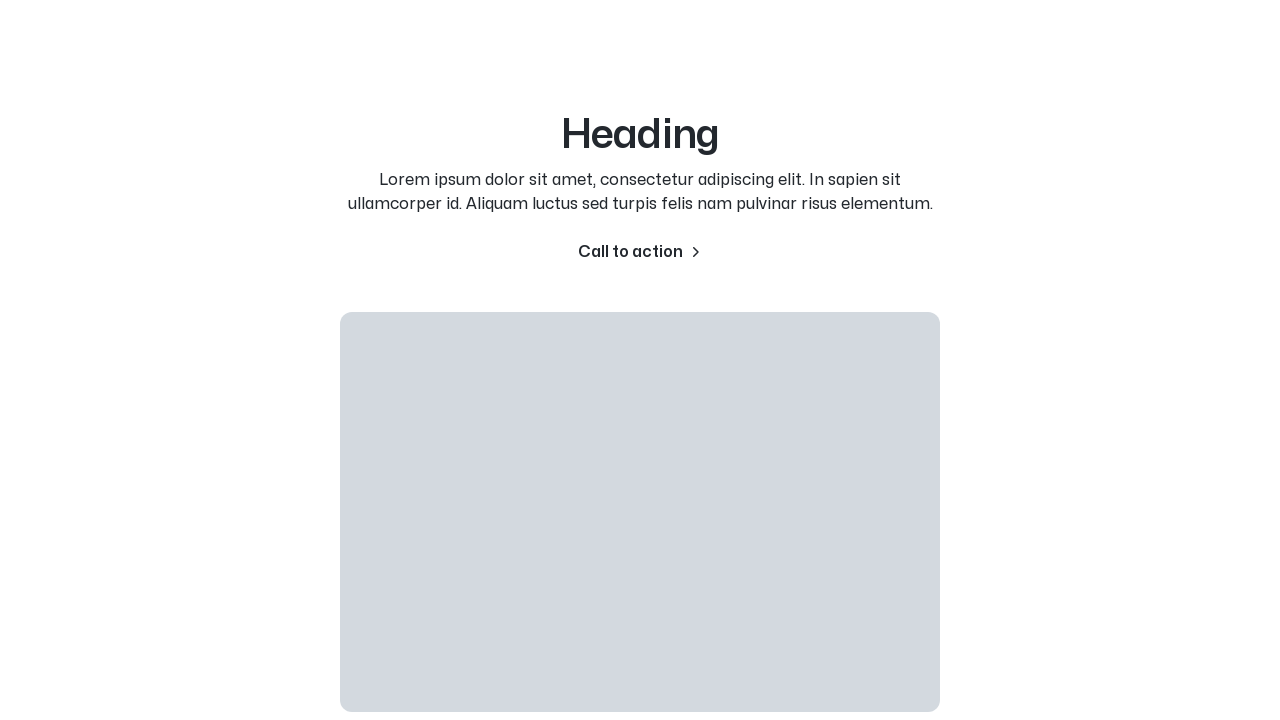 Heading
Lorem ipsum dolor sit amet, consectetur adipiscing elit. In sapien sit
ullamcorper id. Aliquam luctus sed turpis felis nam pulvinar risus elementum.
Call to action